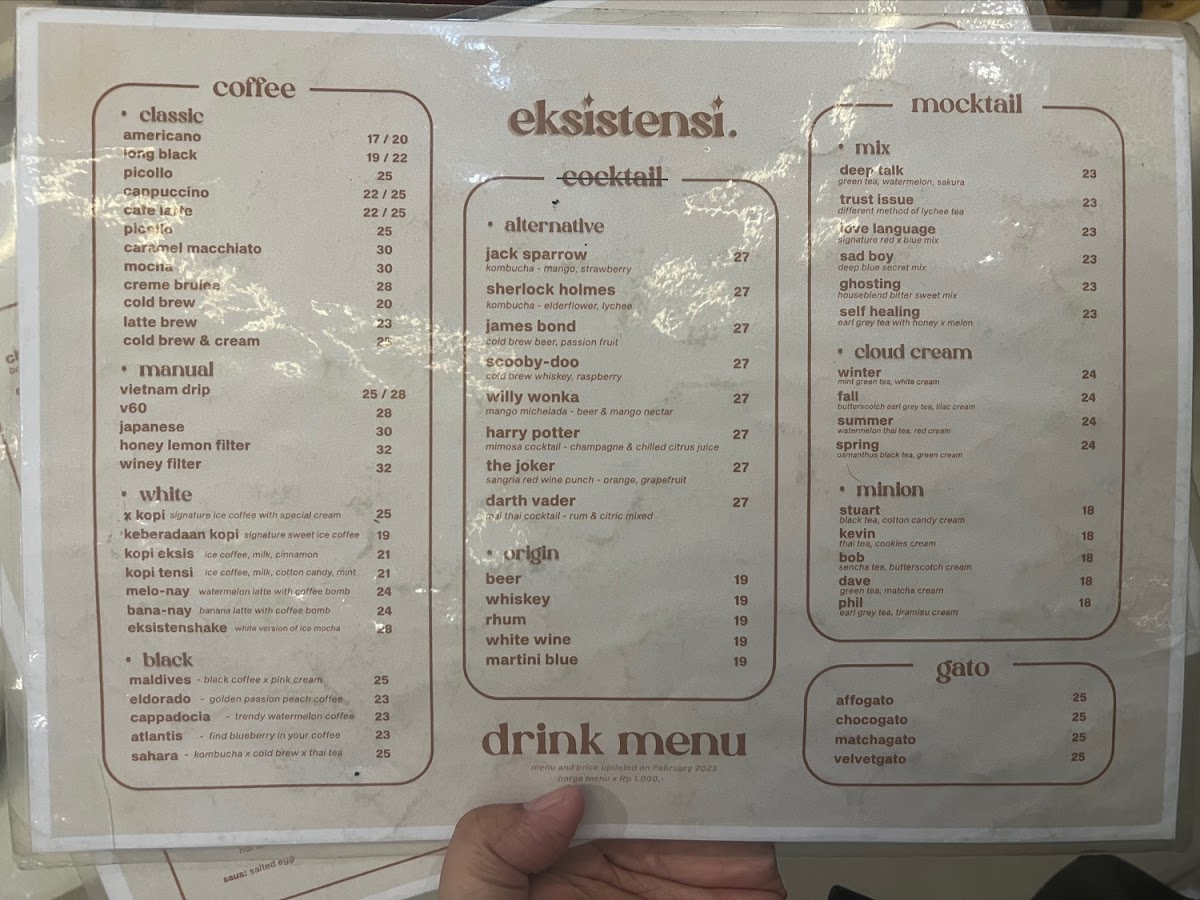 coffee
• classic
americano 17 / 20
long black 19 / 22
picollo 25
cappuccino 22 / 25
cafe latte 22 / 25
picollo 25
caramel macchiato 30
mocha 30
creme brulee 28
cold brew 20
latte brew 23
cold brew & cream 25
• manual
vietnam drip 25 / 28
v60 28
japanese 30
honey lemon filter 32
winey filter 32
• white
x kopi signature ice coffee with special cream 25
keberadaan kopi signature sweet ice coffee 19
kopi eksis ice coffee, milk, cinnamon 21
kopi tensi ice coffee, milk, cotton candy, mint 21
melo-nay watermelon latte with coffee bomb 24
bana-nay banana latte with coffee bomb 24
eksistenshake white version of ice mocha 28
• black
maldives - black coffee x pink cream 25
eldorado - golden passion peach coffee 23
cappadocia - trendy watermelon coffee 23
atlantis - find blueberry in your coffee 23
sahara - kombucha x cold brew x thai tea 25
eksistensi.
cocktail
• alternative
jack sparrow 27
kombucha - mango, strawberry
sherlock holmes 27
kombucha - elderflower, lychee
james bond 27
cold brew beer, passion fruit
scooby-doo 27
cold brew whiskey, raspberry
willy wonka 27
mango michelada - beer & mango nectar
harry potter 27
mimosa cocktail - champagne & chilled citrus juice
the joker 27
sangria red wine punch - orange, grapefruit
darth vader 27
mai thai cocktail - rum & citric mixed
• origin
beer 19
whiskey 19
rhum 19
white wine 19
martini blue 19
drink menu
menu and price updated on February 2023
harga menu x Rp 1.000,-
mocktail
• mix
deep talk 23
green tea, watermelon, sakura
trust issue 23
different method of lychee tea
love language 23
signature red x blue mix
sad boy 23
deep blue secret mix
ghosting 23
houseblend bitter sweet mix
self healing 23
earl grey tea with honey x melon
• cloud cream
winter 24
mint green tea, white cream
fall 24
butterscotch earl grey tea, lilac cream
summer 24
watermelon thai tea, red cream
spring 24
osmanthus black tea, green cream
• minion
stuart 18
black tea, cotton candy cream
kevin 18
thai tea, cookies cream
bob 18
sencha tea, butterscotch cream
dave 18
green tea, matcha cream
phil 18
earl grey tea, tiramisu cream
gato
affogato 25
chocogato 25
matchagato 25
velvetgato 25
saus: salted egg